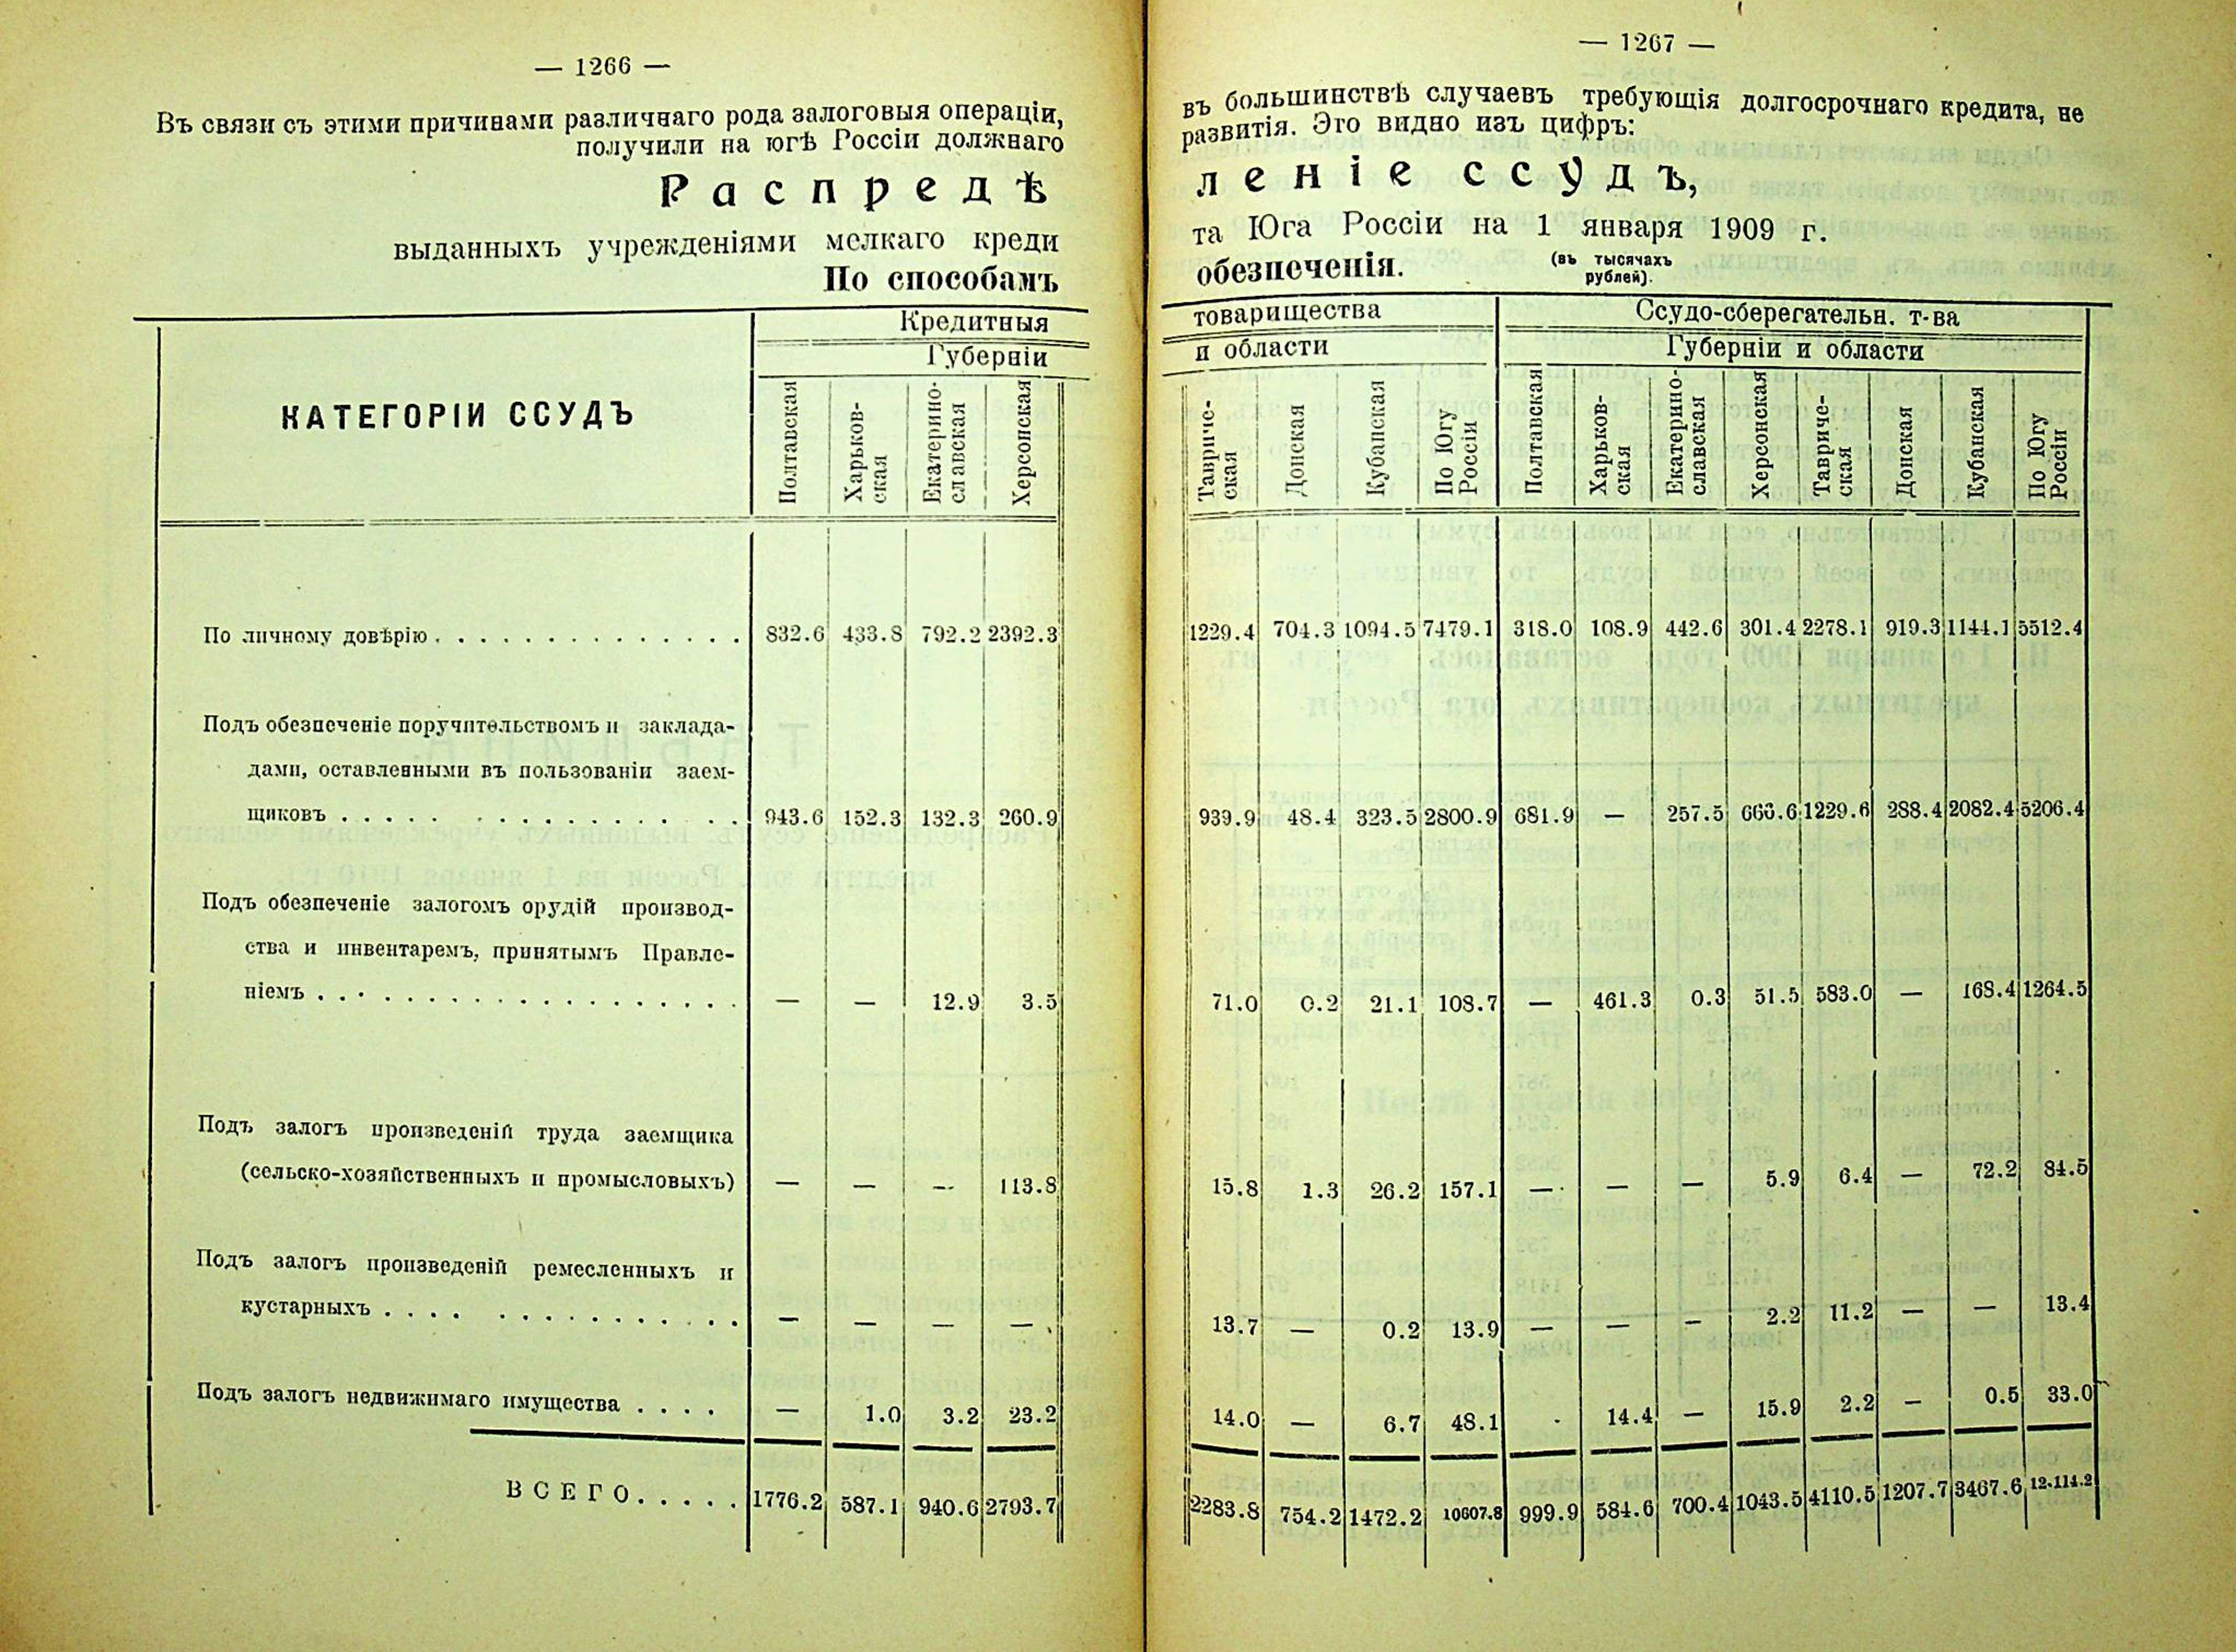 — 1266 —
Въ связи съ этими причинами различнаго рода залоговыя операціи,
получили на югѣ Россіи должнаго
Распредѣ
выданныхъ учрежденіями мелкаго креди
По способамъ
Кредитныя
Губерніи
КАТЕГОРІИ ССУДЪ
Полтавская
Харьков-
ская
Екатерино-
славская
Херсонская
По личному довѣрію. . . . . . . . . . . . . . 832.6 433.8 792.2 2392.3
Подъ обезпеченіе поручительствомъ и заклада-
дами, оставленными въ пользованіи заем-
щиковъ . . . . . . . . . . . . . . . . 943.6 152.3 132.3 260.9
Подъ обезпеченіе залогомъ орудій производ-
ства и инвентаремъ, принятымъ Правле-
ніемъ . . . . . . . . . . . . . . . . . . — — 12.9 3.5
Подъ залогъ произведеній труда заемщика
(сельско-хозяйственныхъ и промысловыхъ) — — — 113.8
Подъ залогъ произведеній ремесленныхъ и
кустарныхъ . . . . . . . . . . . . . . . — — — —
Подъ залогъ недвижимаго имущества . . . . — 1.0 3.2 23.2
ВСЕГО. . . . . 1776.2 587.1 940.6 2793.7
— 1267 —
въ большинствѣ случаевъ требующія долгосрочнаго кредита, не
развитія. Это видно изъ цифръ:
леніе ссудъ,
та Юга Россіи на 1 января 1909 г.
обезпеченія. (въ тысячахъ
рублей).
товарищества Ссудо-сберегательн. т-ва
и области Губерніи и области
Тавриче-
ская
Донская
Кубанская
По Югу
Россіи
Полтавская
Харьков-
ская
Екатерино-
славская
Херсонская
Тавриче-
ская
Донская
Кубанская
По Югу
Россіи
1229.4 704.3 1094.5 7479.1 318.0 108.9 442.6 301.4 2278.1 919.3 1144.1 5512.4
939.9 48.4 323.5 2800.9 681.9 — 257.5 666.6 1229.6 288.4 2082.4 5206.4
71.0 0.2 21.1 108.7 — 461.3 0.3 51.5 583.0 — 168.4 1264.5
15.8 1.3 26.2 157.1 — — — 5.9 6.4 — 72.2 84.5
13.7 — 0.2 13.9 — — — 2.2 11.2 — — 13.4
14.0 — 6.7 48.1 - 14.4 — 15.9 2.2 — 0.5 33.0
2283.8 754.2 1472.2 10607.8 999.9 584.6 700.4 1043.5 4110.5 1207.7 3467.6 12.114.2